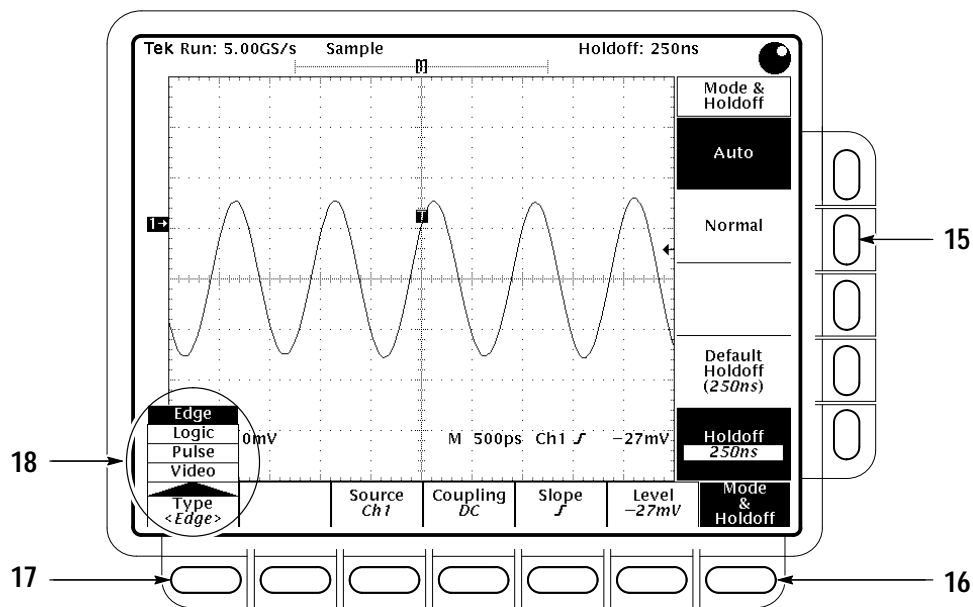 Tek Run: 5.00GS/s Sample Holdoff: 250ns
[T]
Mode &
Holdoff
Auto
T
1→
Normal
15
Default
Holdoff
(250ns)
Edge
Logic
Pulse
Video
0mV M 500ps Ch1 −27mV
Holdoff
250ns
18
Type
<Edge>
Source
Ch1
Coupling
DC
Slope
Level
−27mV
Mode
&
Holdoff
17
16